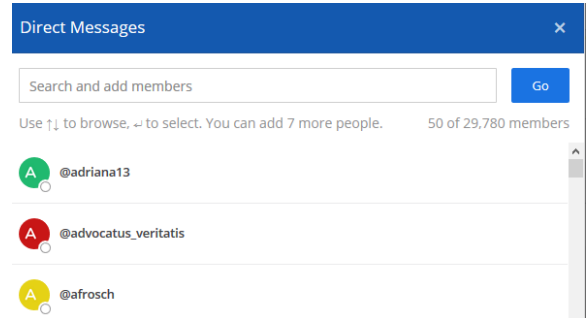 Direct Messages ×
Search and add members Go
Use ↑↓ to browse, ↵ to select. You can add 7 more people. 50 of 29,780 members
A @adriana13
A @advocatus_veritatis
A @afrosch